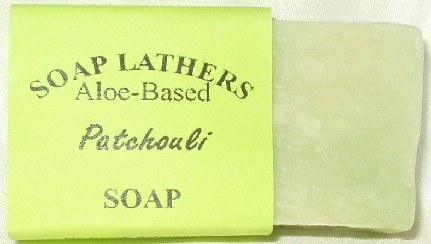 SOAP LATHERS
Aloe-Based
Patchouli
SOAP